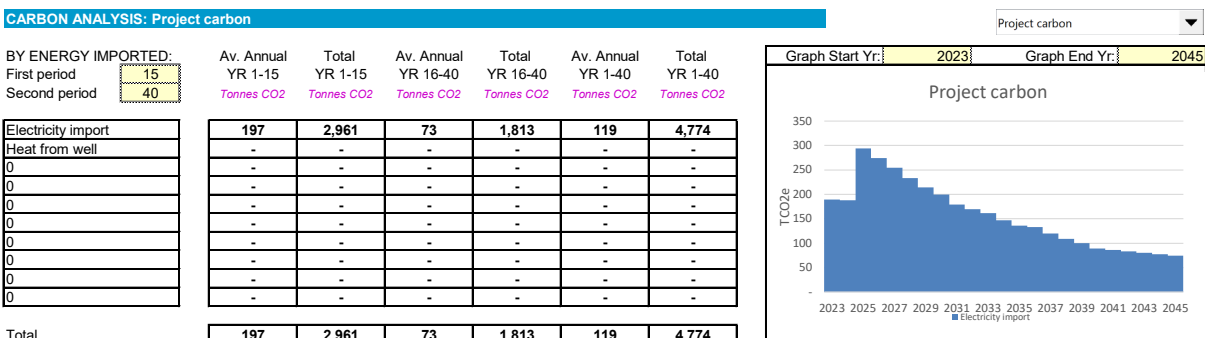 CARBON ANALYSIS: Project carbon
Project carbon
BY ENERGY IMPORTED: Av. Annual Total Av. Annual Total Av. Annual Total
First period 15 YR 1-15 YR 1-15 YR 16-40 YR 16-40 YR 1-40 YR 1-40
Second period 40 Tonnes CO2 Tonnes CO2 Tonnes CO2 Tonnes CO2 Tonnes CO2 Tonnes CO2
Electricity import 197 2,961 73 1,813 119 4,774
Heat from well - - - - - -
0 - - - - - -
0 - - - - - -
0 - - - - - -
0 - - - - - -
0 - - - - - -
0 - - - - - -
0 - - - - - -
0 - - - - - -
Total 197 2,961 73 1,813 119 4,774
Graph Start Yr: 2023 Graph End Yr: 2045
Project carbon
TCO2e
350
300
250
200
150
100
50
-
2023 2025 2027 2029 2031 2033 2035 2037 2039 2041 2043 2045
Electricity import